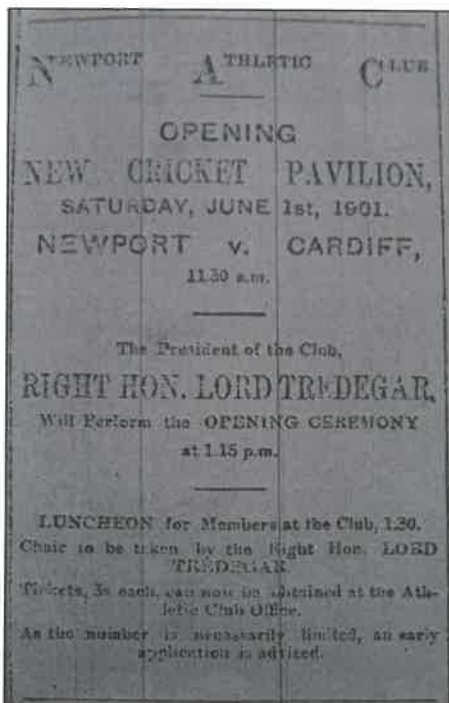 NEWPORT ATHLETIC CLUB
OPENING
NEW CRICKET PAVILION,
SATURDAY, JUNE 1st, 1901.
NEWPORT v. CARDIFF,
11.30 a.m.
The President of the Club,
RIGHT HON. LORD TREDEGAR,
Will Perform the OPENING CEREMONY
at 1.15 p.m.
LUNCHEON for Members at the Club, 1.30.
Chair to be taken by the Right Hon. LORD
TREDEGAR.
Tickets, 3s each, can now be obtained at the Ath-
letic Club Office.
As the number is necessarily limited, an early
application is advised.